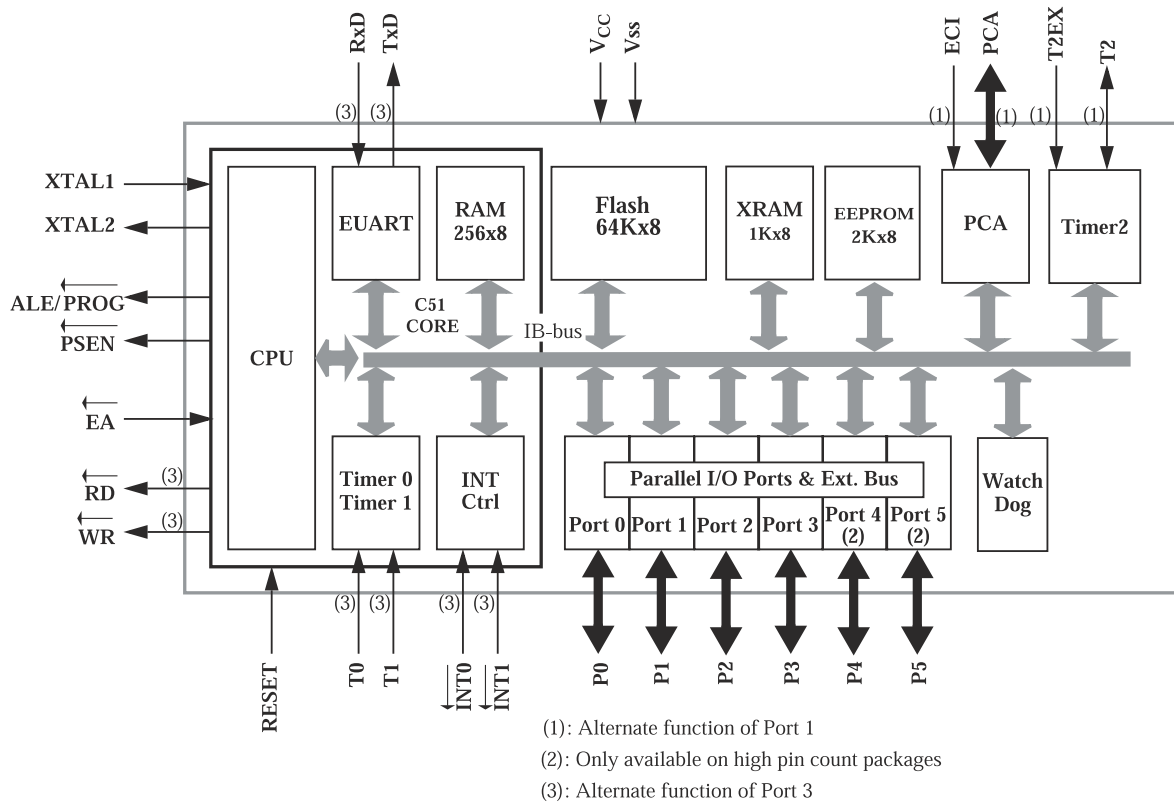 RxD
TxD
VCC
Vss
ECI
PCA
T2EX
T2
(3)
(3)
(1)
(1)
(1)
(1)
XTAL1
XTAL2
ALE/PROG
PSEN
EA
RD
(3)
WR
(3)
CPU
EUART
RAM
256x8
Flash
64Kx8
XRAM
1Kx8
EEPROM
2Kx8
PCA
Timer2
C51
CORE
IB-bus
Timer 0
Timer 1
INT
Ctrl
Parallel I/O Ports & Ext. Bus
Port 0
Port 1
Port 2
Port 3
Port 4
(2)
Port 5
(2)
Watch
Dog
(3)
(3)
(3)
(3)
RESET
T0
T1
INT0
INT1
P0
P1
P2
P3
P4
P5
(1): Alternate function of Port 1
(2): Only available on high pin count packages
(3): Alternate function of Port 3